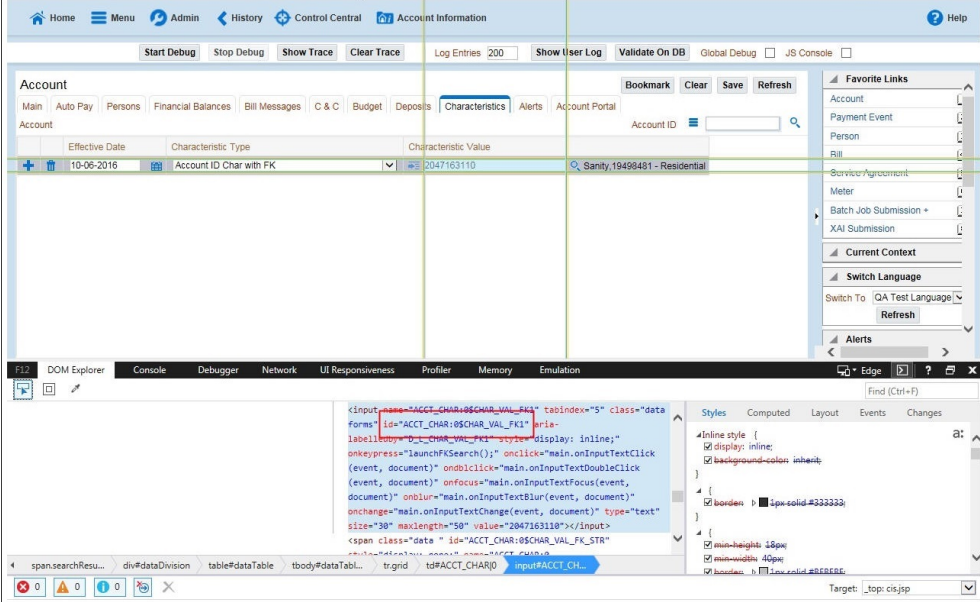 Home Menu Admin History Control Central Account Information Help
Start Debug Stop Debug Show Trace Clear Trace Log Entries 200 Show User Log Validate On DB Global Debug JS Console
Account Bookmark Clear Save Refresh
Main Auto Pay Persons Financial Balances Bill Messages C & C Budget Deposits Characteristics Alerts Account Portal
Account Account ID
Effective Date Characteristic Type Characteristic Value
10-06-2016 Account ID Char with FK 2047163110 Sanity,19498481 - Residential
Favorite Links
Account
Payment Event
Person
Bill
Service Agreement
Meter
Batch Job Submission +
XAI Submission
Current Context
Switch Language
Switch To QA Test Language
Refresh
Alerts
F12 DOM Explorer Console Debugger Network UI Responsiveness Profiler Memory Emulation Edge ?
Find (Ctrl+F)
<input name="ACCT_CHAR:0$CHAR_VAL_FK1" tabindex="5" class="data
forms" id="ACCT_CHAR:0$CHAR_VAL_FK1" aria-
labelledby="D_L_CHAR_VAL_FK1" style="display: inline;"
onkeypress="launchFKSearch();" onclick="main.onInputTextClick
(event, document)" ondblclick="main.onInputTextDoubleClick
(event, document)" onfocus="main.onInputTextFocus(event,
document)" onblur="main.onInputTextBlur(event, document)"
onchange="main.onInputTextChange(event, document)" type="text"
size="30" maxlength="50" value="2047163110"></input>
<span class="data " id="ACCT_CHAR:0$CHAR_VAL_FK_STR"
style="display: none;" name="ACCT_CHAR:0
Styles Computed Layout Events Changes
Inline style { a:
display: inline;
background-color: inherit;
}
{
border: 1px solid #333333;
}
{
min-height: 18px;
min-width: 40px;
border: 1px solid #BFBFBF;
span.searchResu... div#dataDivision table#dataTable tbody#dataTabl... tr.grid td#ACCT_CHAR|0 input#ACCT_CH...
0 0 0 Target: _top: cis.jsp